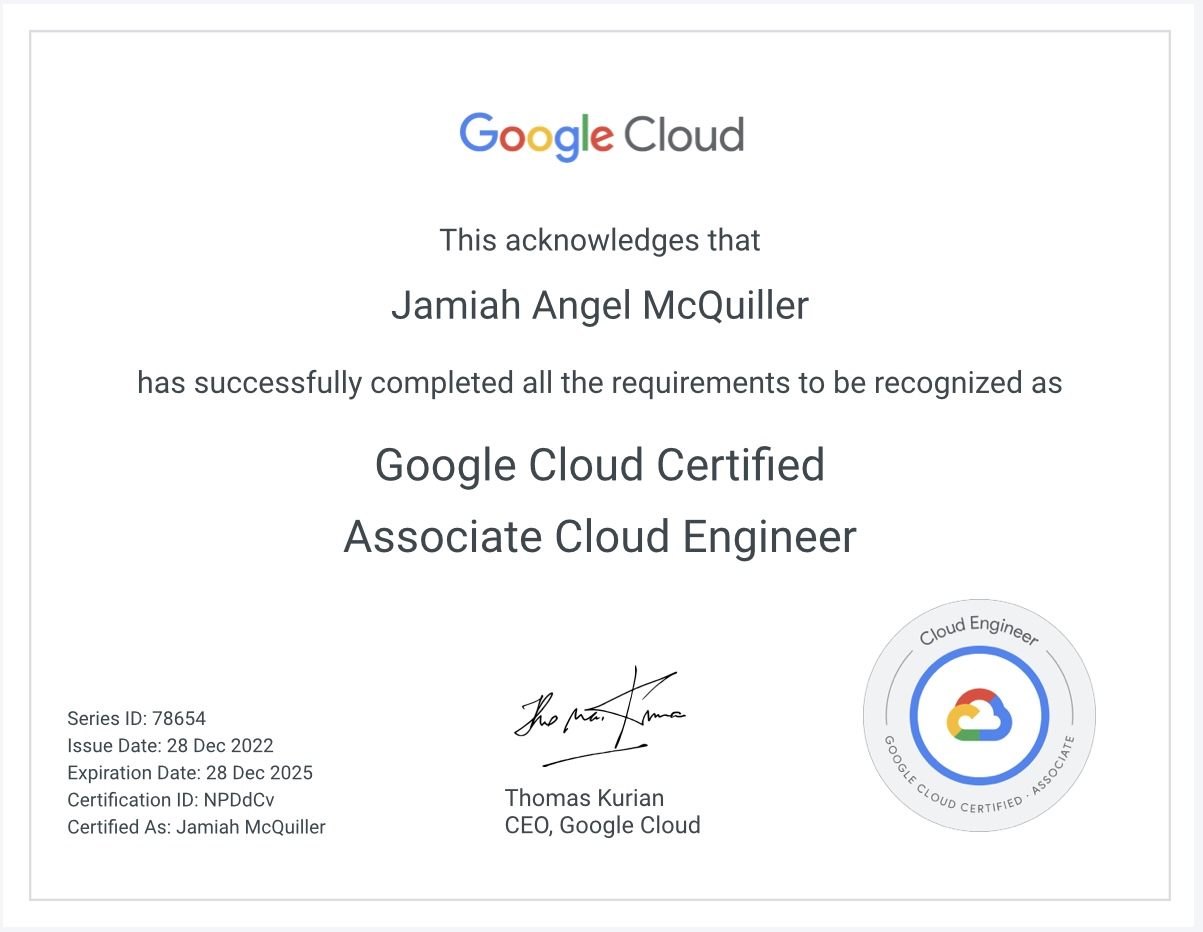 Google Cloud
This acknowledges that
Jamiah Angel McQuiller
has successfully completed all the requirements to be recognized as
Google Cloud Certified
Associate Cloud Engineer
Series ID: 78654
Issue Date: 28 Dec 2022
Expiration Date: 28 Dec 2025
Certification ID: NPDdCv
Certified As: Jamiah McQuiller
Thomas Kurian
Thomas Kurian
CEO, Google Cloud
Cloud Engineer
GOOGLE CLOUD CERTIFIED · ASSOCIATE